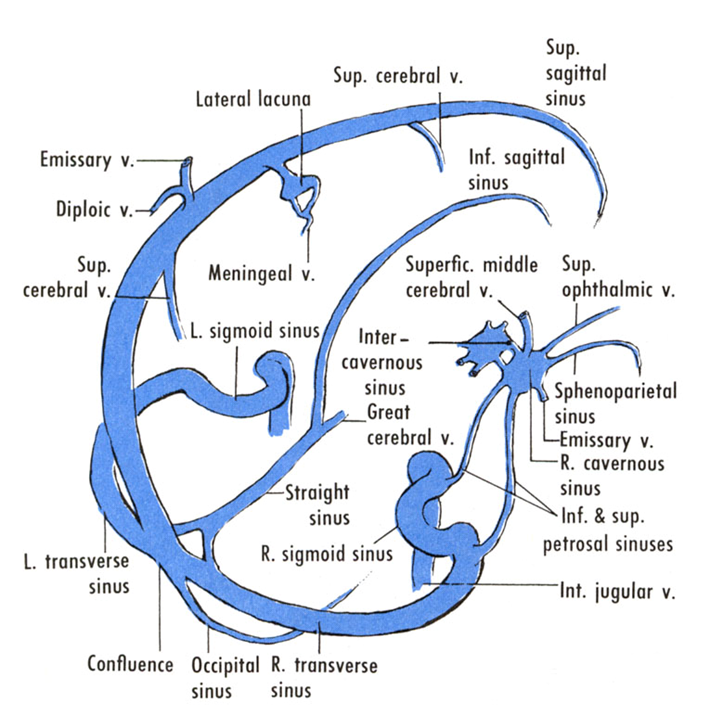 Sup.
sagittal
sinus
Sup. cerebral v.
Lateral lacuna
Emissary v.
Inf. sagittal
sinus
Diploic v.
Sup.
cerebral v.
Meningeal v.
Superfic. middle
cerebral v.
Sup.
ophthalmic v.
L. sigmoid sinus
Inter-
cavernous
sinus
Great
cerebral v.
Sphenoparietal
sinus
Emissary v.
R. cavernous
sinus
Straight
sinus
Inf. & sup.
petrosal sinuses
R. sigmoid sinus
L. transverse
sinus
Int. jugular v.
Confluence
Occipital
sinus
R. transverse
sinus